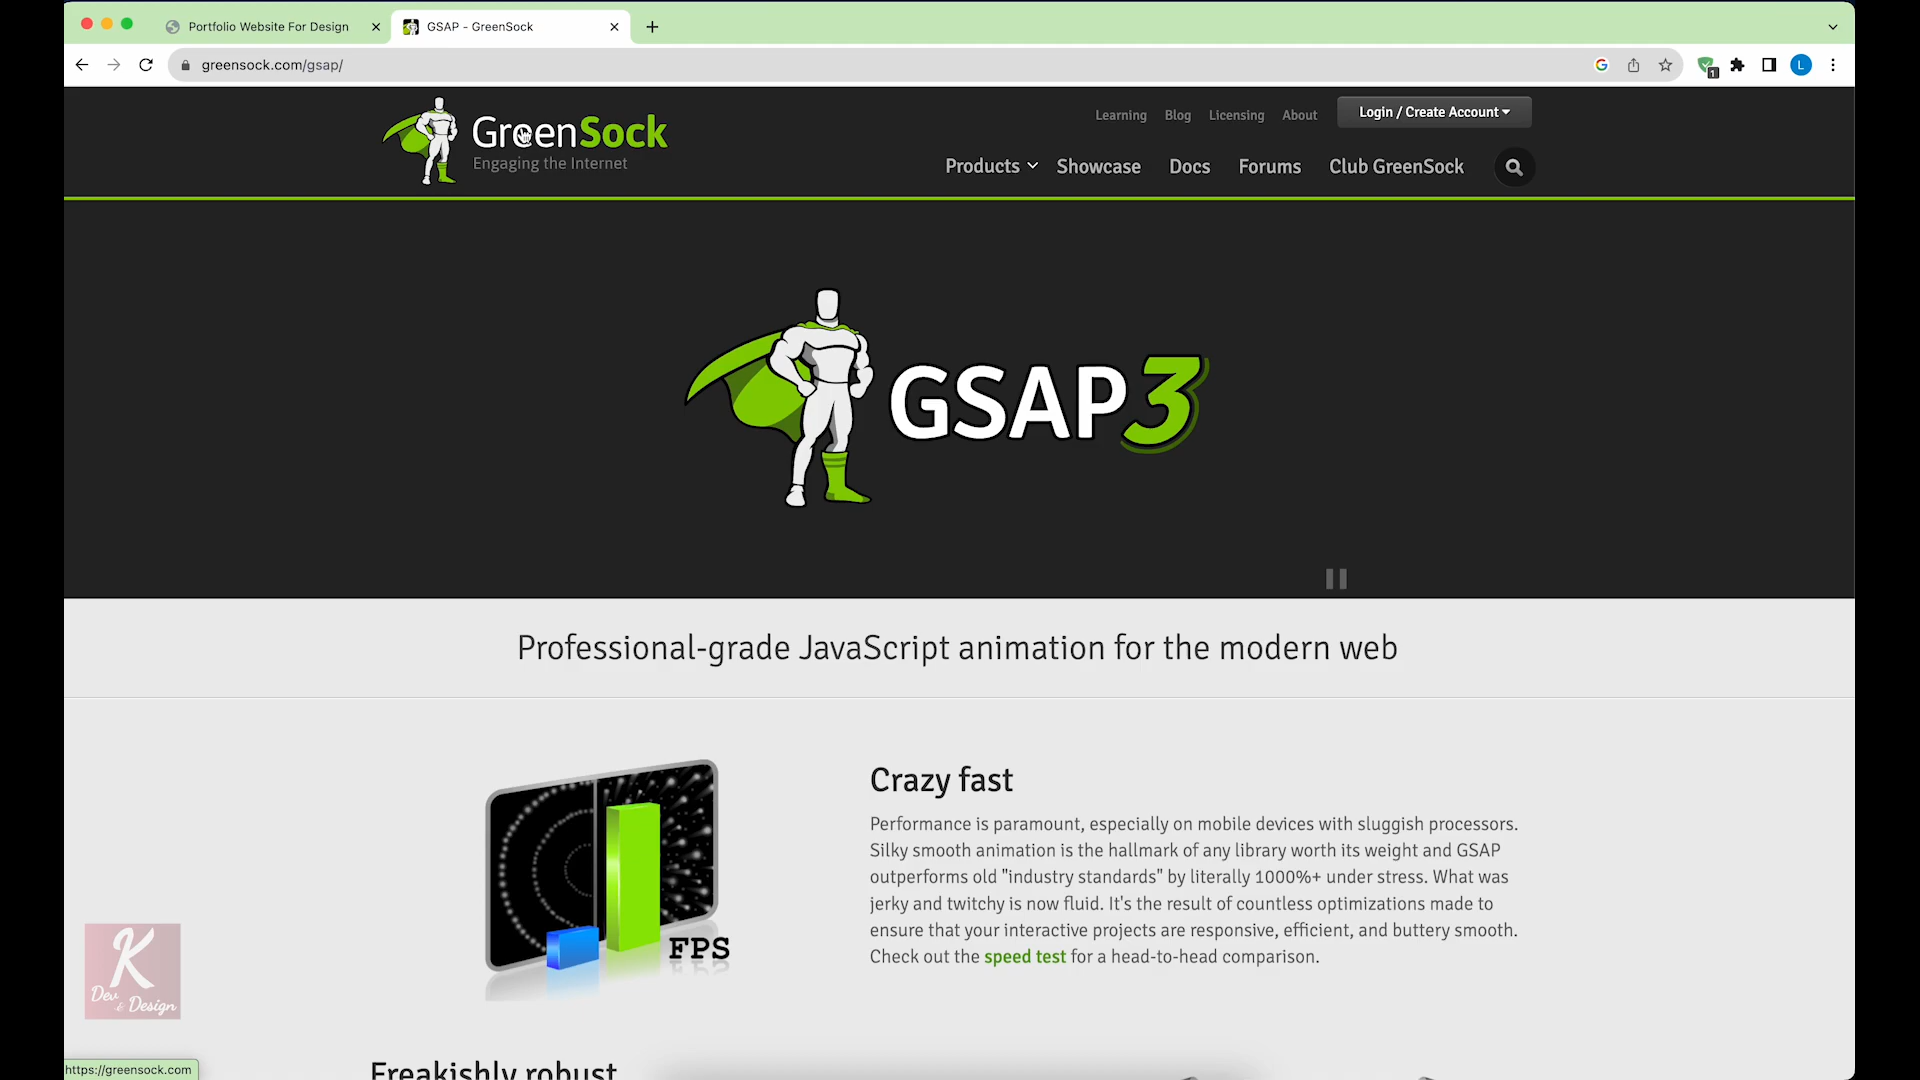 Portfolio Website For Design
GSAP - GreenSock
greensock.com/gsap/
1
L
GreenSock
Engaging the Internet
Learning Blog Licensing About Login / Create Account
Products Showcase Docs Forums Club GreenSock
GSAP3
Professional-grade JavaScript animation for the modern web
Crazy fast
Performance is paramount, especially on mobile devices with sluggish processors.
Silky smooth animation is the hallmark of any library worth its weight and GSAP
outperforms old "industry standards" by literally 1000%+ under stress. What was
jerky and twitchy is now fluid. It's the result of countless optimizations made to
ensure that your interactive projects are responsive, efficient, and buttery smooth.
Check out the speed test for a head-to-head comparison.
FPS
K
Dev & Design
Freakishly robust
https://greensock.com